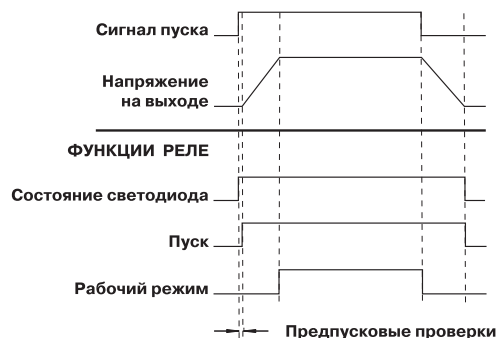 Сигнал пуска
Напряжение
на выходе
ФУНКЦИИ РЕЛЕ
Состояние светодиода
Пуск
Рабочий режим
Предпусковые проверки